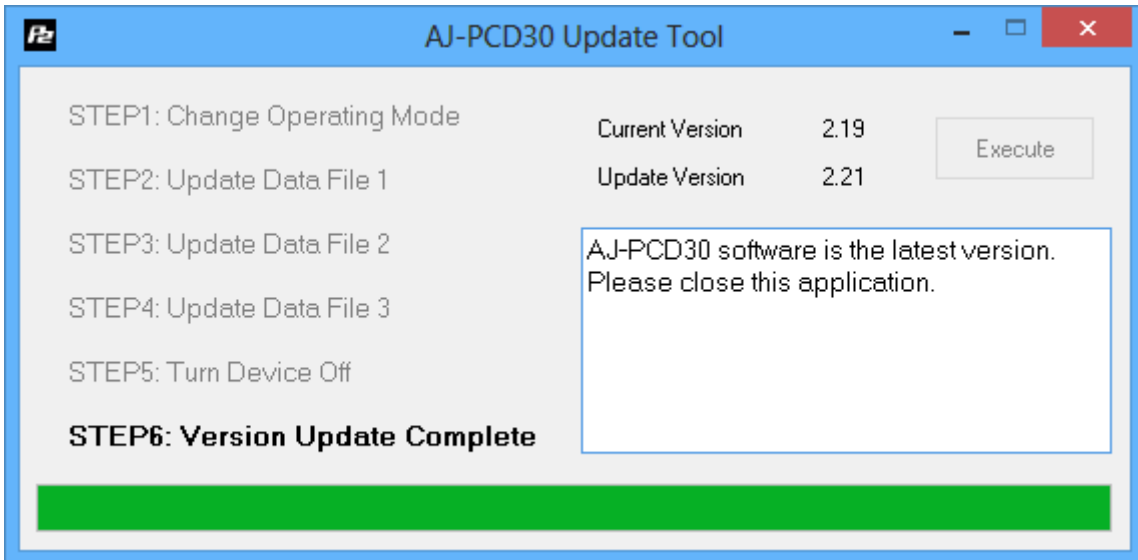 P2
AJ-PCD30 Update Tool
STEP1: Change Operating Mode
STEP2: Update Data File 1
STEP3: Update Data File 2
STEP4: Update Data File 3
STEP5: Turn Device Off
STEP6: Version Update Complete
Current Version 2.19
Update Version 2.21
Execute
AJ-PCD30 software is the latest version.
Please close this application.